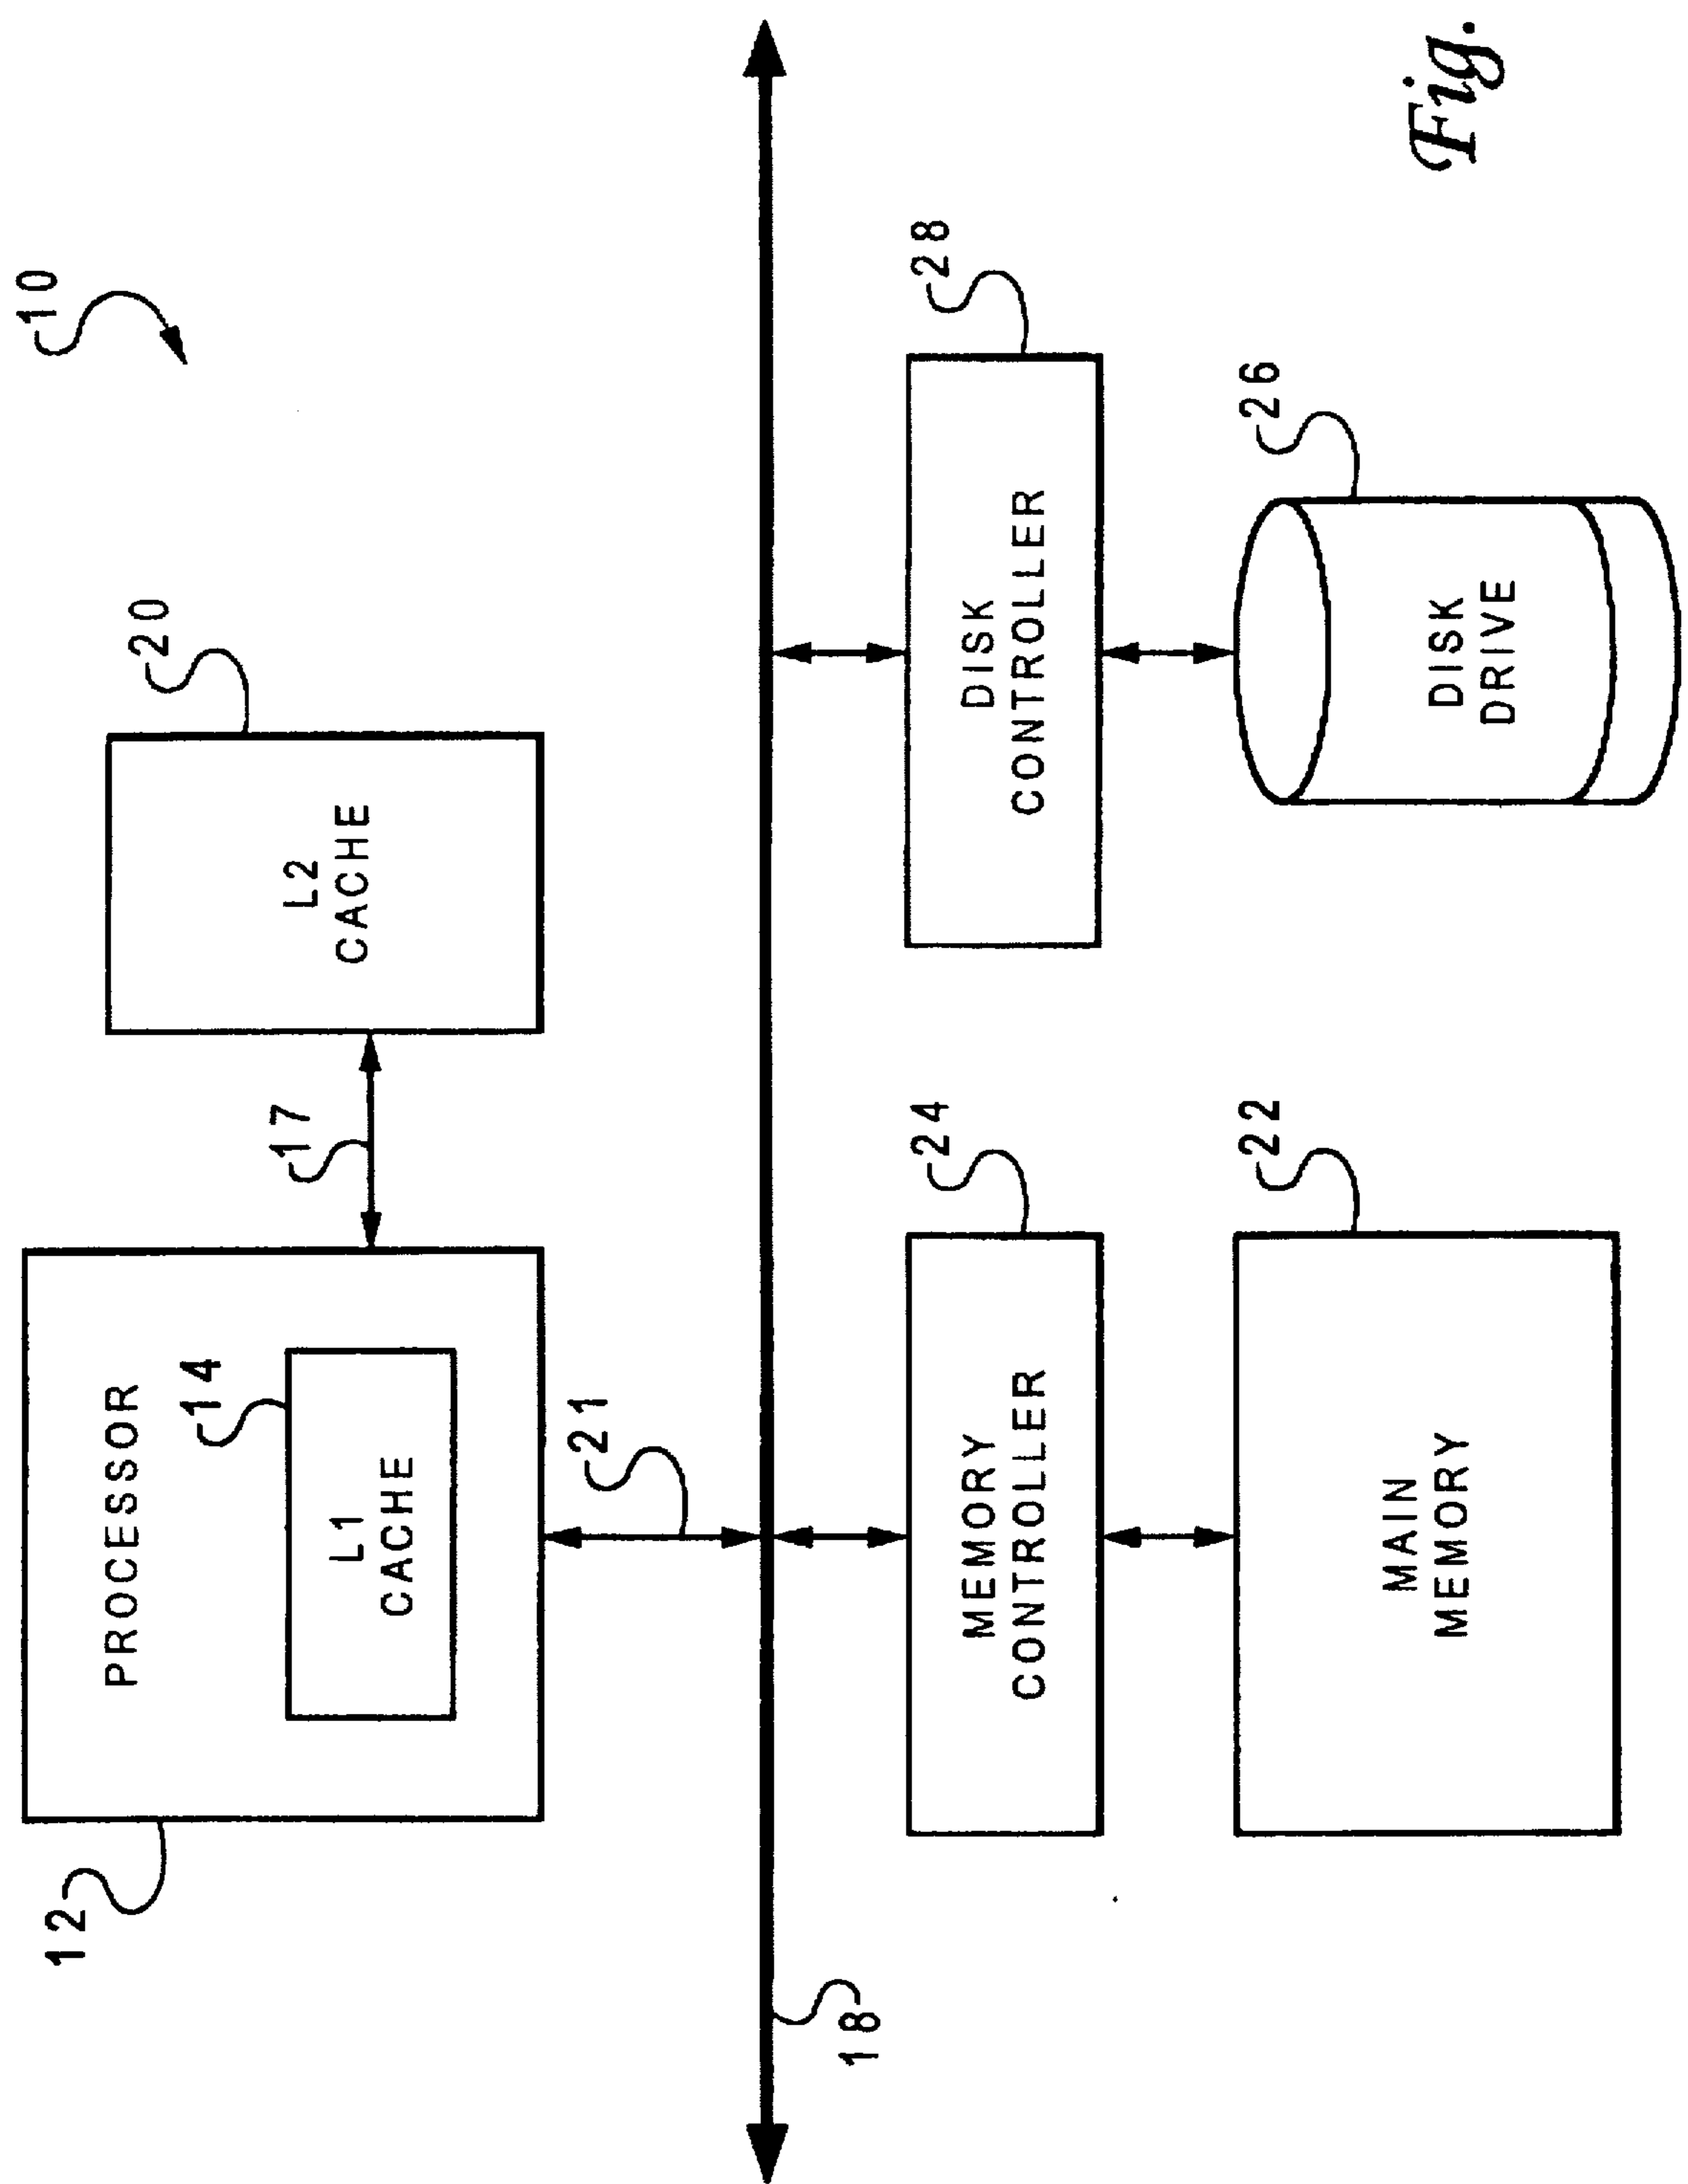 10
12
PROCESSOR
14
L1
CACHE
17
20
L2
CACHE
21
18
24
MEMORY
CONTROLLER
28
DISK
CONTROLLER
22
MAIN
MEMORY
26
DISK
DRIVE
Fig.